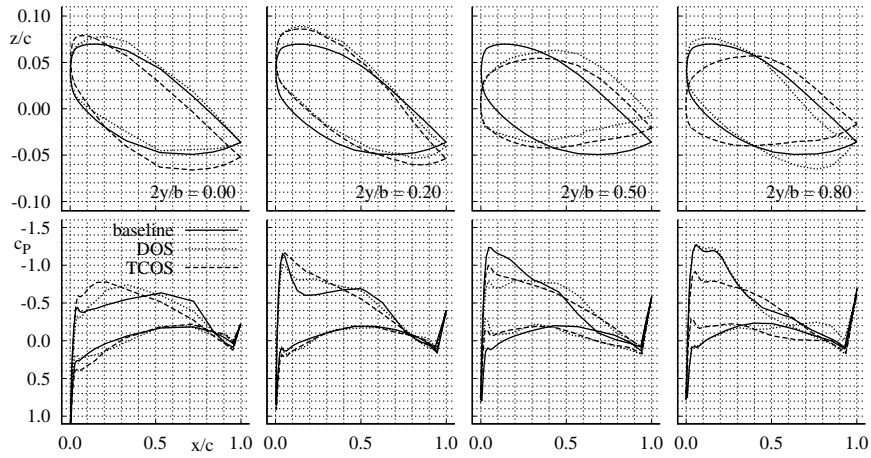 z/c
0.10
0.05
0.00
-0.05
-0.10
2y/b = 0.00
2y/b = 0.20
2y/b = 0.50
2y/b = 0.80
-1.5
cP
-1.0
-0.5
0.0
0.5
1.0
baseline
DOS
TCOS
0.0 0.5 1.0
0.0 0.5 1.0
0.0 0.5 1.0
0.0 0.5 1.0
x/c